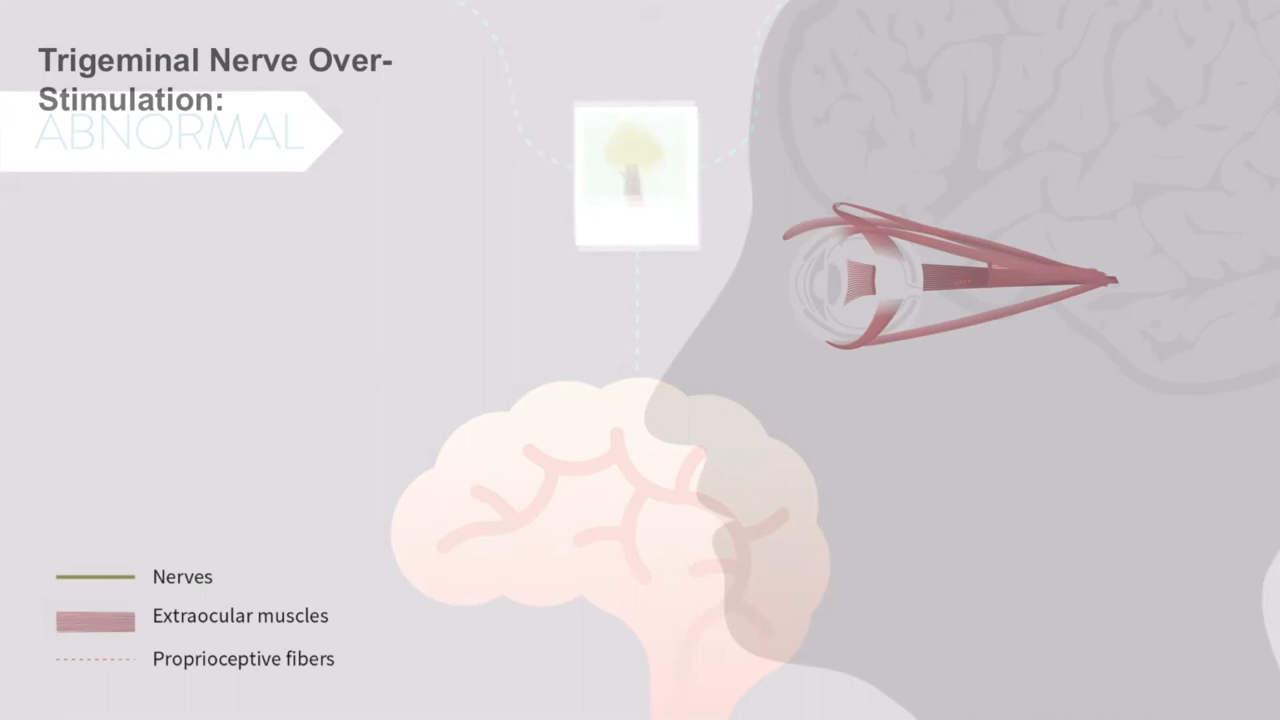 Trigeminal Nerve Over-
Stimulation:
ABNORMAL
Nerves
Extraocular muscles
Proprioceptive fibers